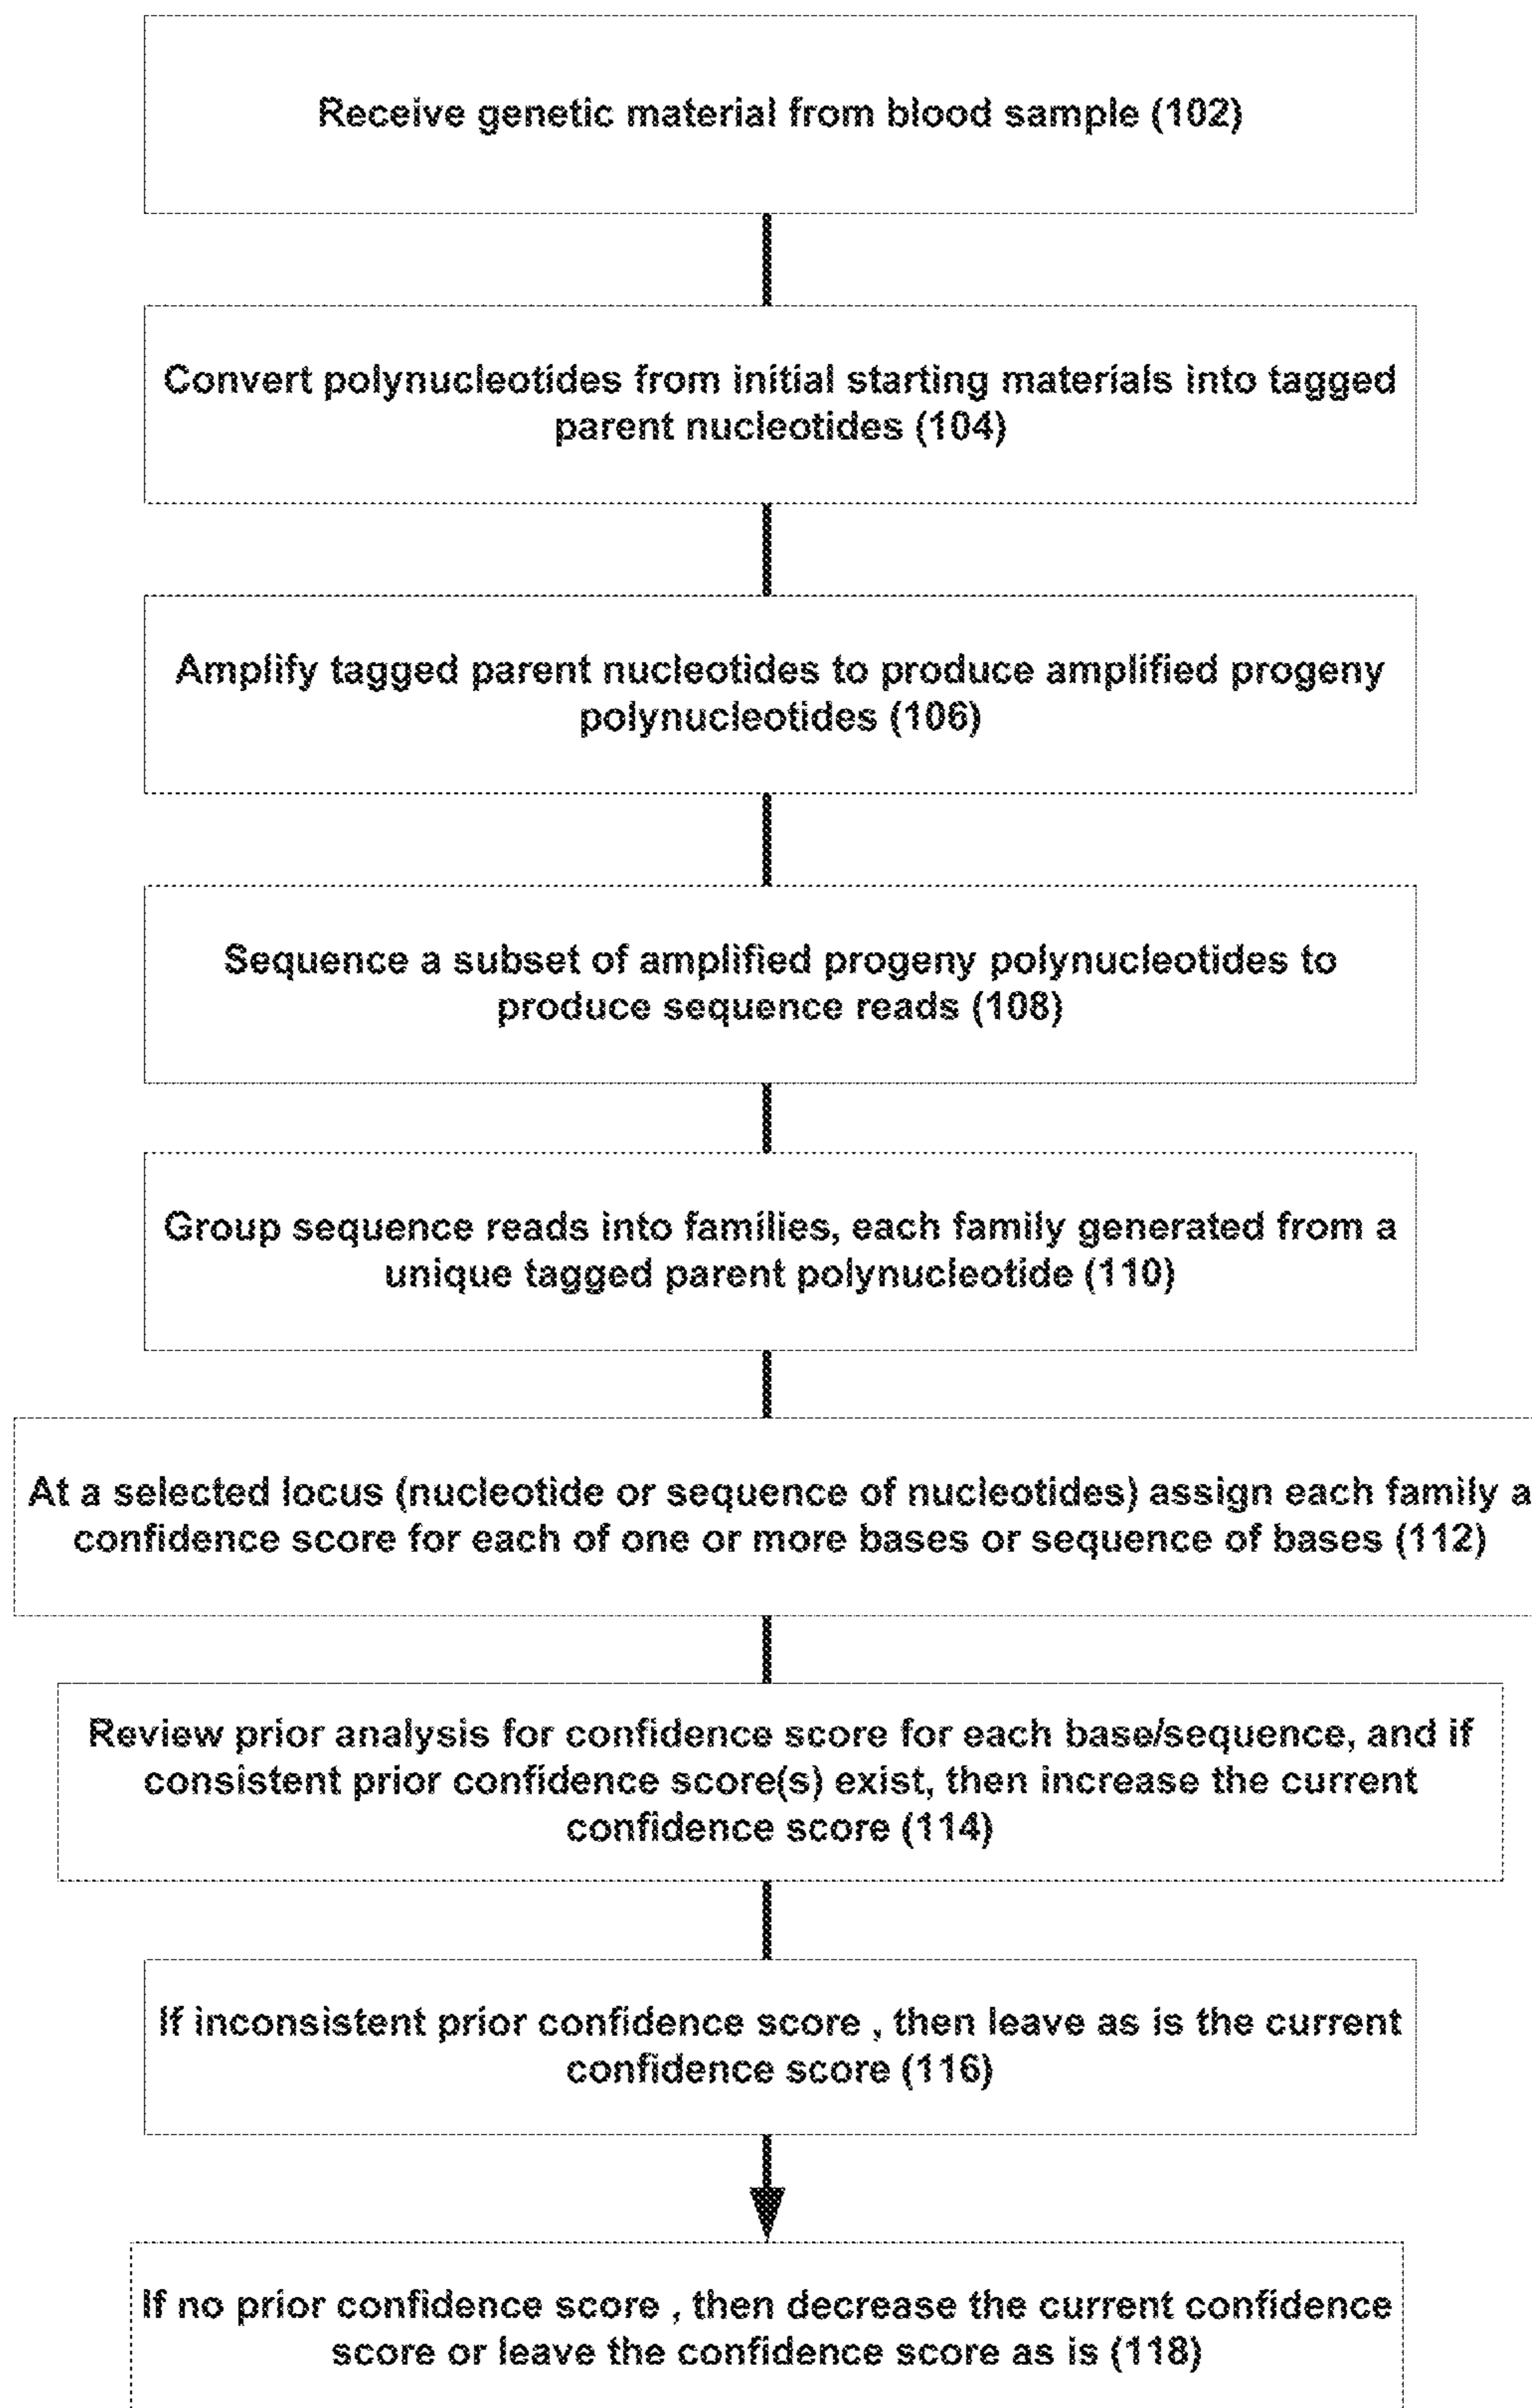 Receive genetic material from blood sample (102)
Convert polynucleotides from initial starting materials into tagged
parent nucleotides (104)
Amplify tagged parent nucleotides to produce amplified progeny
polynucleotides (106)
Sequence a subset of amplified progeny polynucleotides to
produce sequence reads (108)
Group sequence reads into families, each family generated from a
unique tagged parent polynucleotide (110)
At a selected locus (nucleotide or sequence of nucleotides) assign each family a
confidence score for each of one or more bases or sequence of bases (112)
Review prior analysis for confidence score for each base/sequence, and if
consistent prior confidence score(s) exist, then increase the current
confidence score (114)
If inconsistent prior confidence score , then leave as is the current
confidence score (116)
If no prior confidence score , then decrease the current confidence
score or leave the confidence score as is (118)